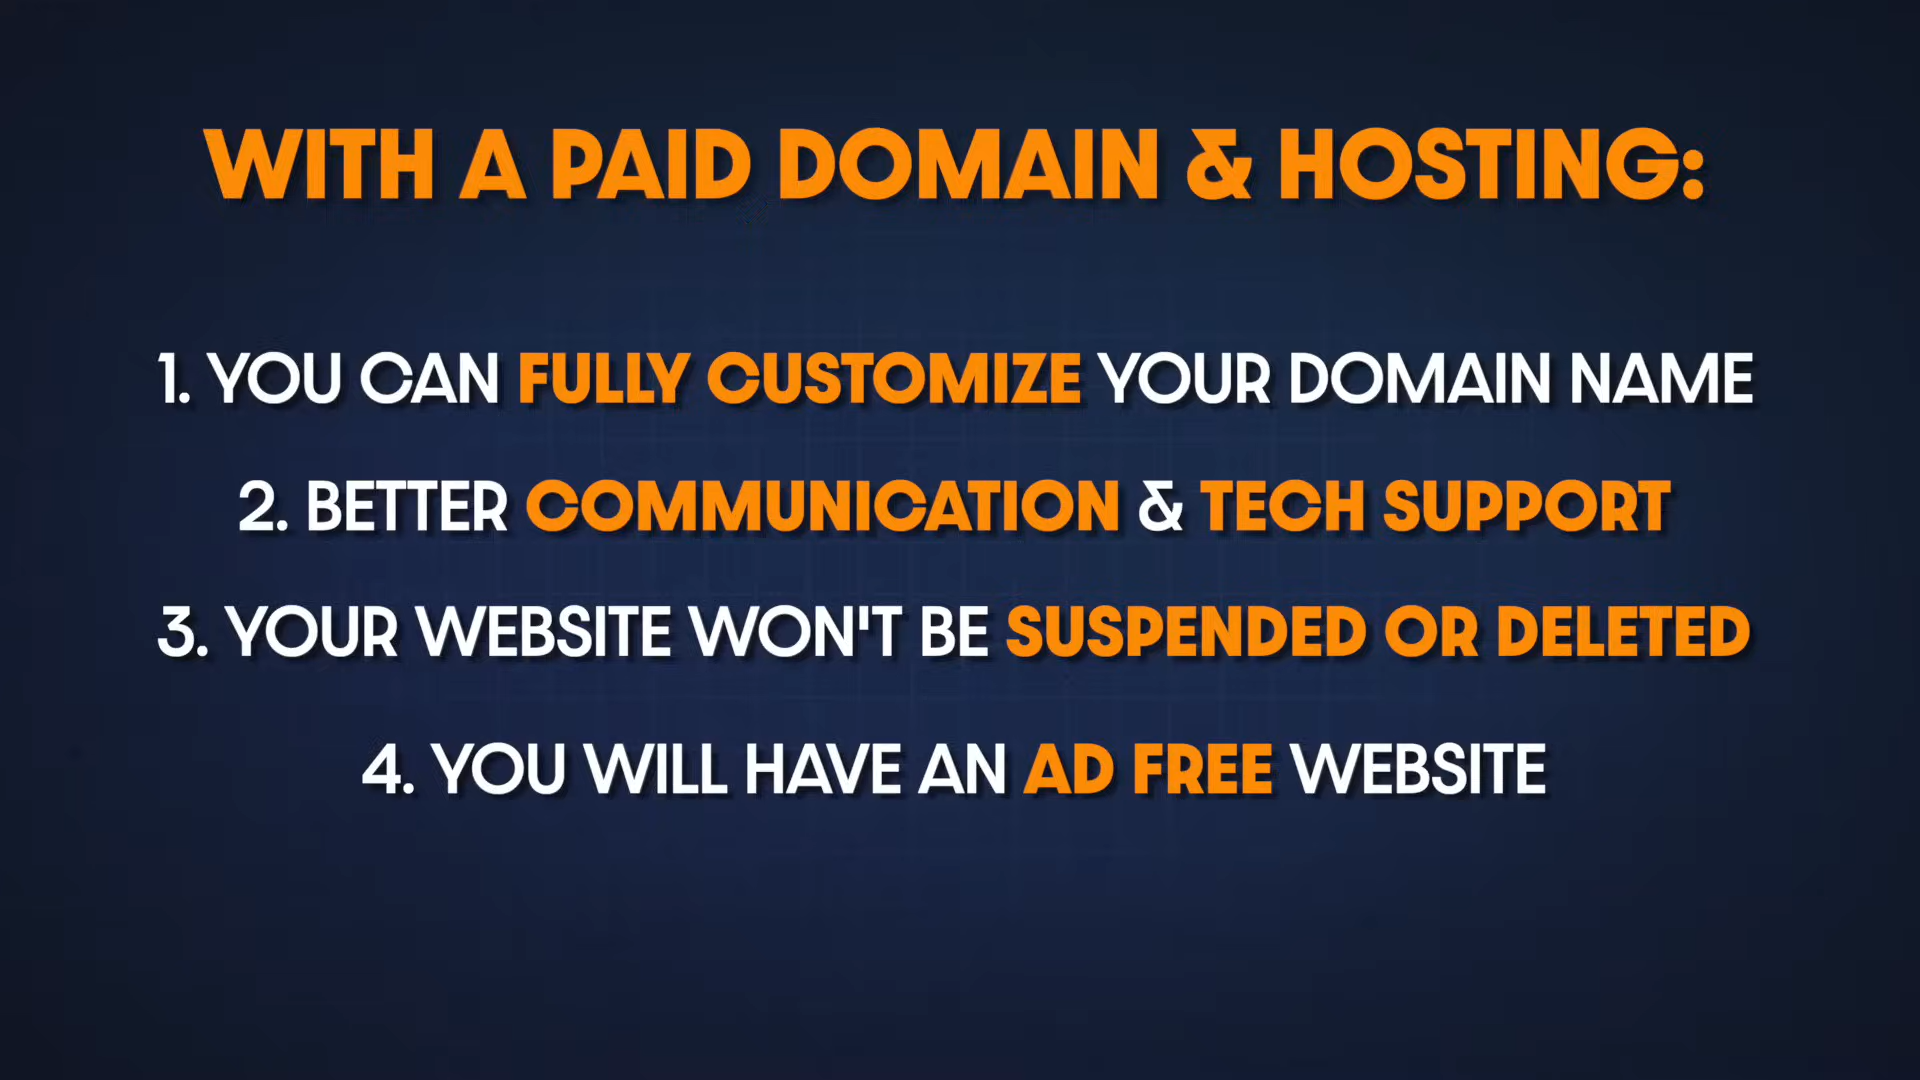 WITH A PAID DOMAIN & HOSTING:
1. YOU CAN FULLY CUSTOMIZE YOUR DOMAIN NAME
2. BETTER COMMUNICATION & TECH SUPPORT
3. YOUR WEBSITE WON'T BE SUSPENDED OR DELETED
4. YOU WILL HAVE AN AD FREE WEBSITE